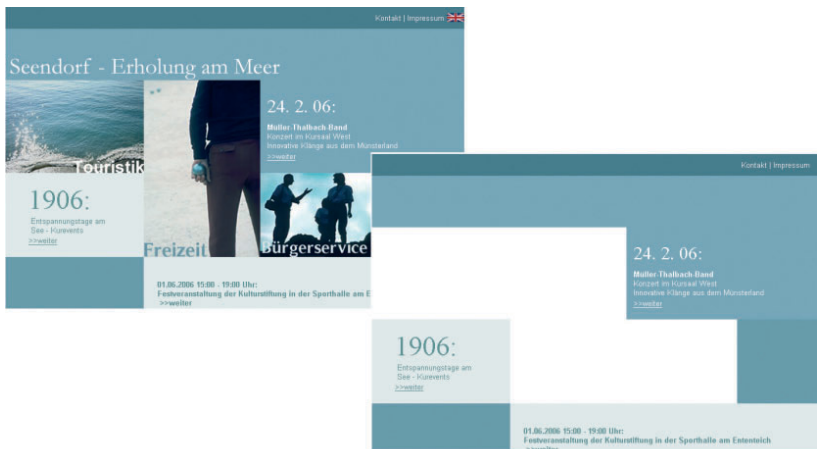 Kontakt | Impressum
Seendorf - Erholung am Meer
Touristik
Freizeit
24. 2. 06:
Müller-Thalbach-Band
Konzert im Kursaal West
Innovative Klänge aus dem Münsterland
>>weiter
Bürgerservice
1906:
Entspannungstage am
See - Kurevents
>>weiter
01.06.2006 15:00 - 19:00 Uhr:
Festveranstaltung der Kulturstiftung in der Sporthalle am E
>>weiter
Kontakt | Impressum
24. 2. 06:
Müller-Thalbach-Band
Konzert im Kursaal West
Innovative Klänge aus dem Münsterland
>>weiter
1906:
Entspannungstage am
See - Kurevents
>>weiter
01.06.2006 15:00 - 19:00 Uhr:
Festveranstaltung der Kulturstiftung in der Sporthalle am Ententeich
>>weiter